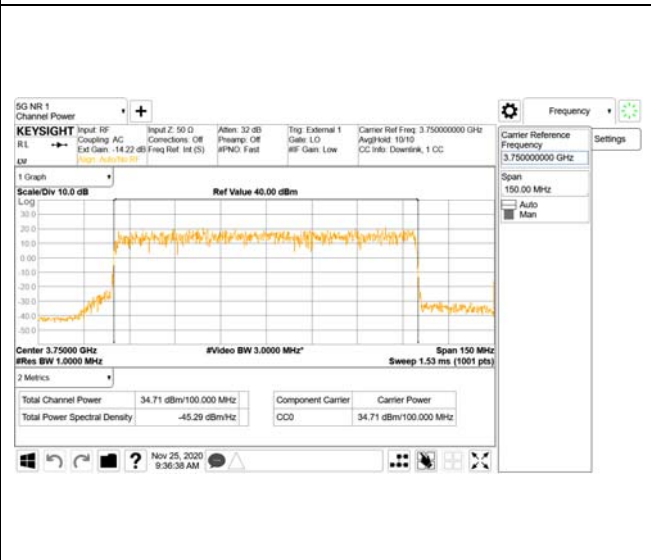 5G NR 1
Channel Power
Frequency
KEYSIGHT
Input: RF
Coupling: AC
Ext Gain: -14.22 dB
Align: Auto/No RF
Input Z: 50 Ω
Corrections: Off
Freq Ref: Int (S)
Atten: 32 dB
Preamp: Off
#PNO: Fast
Trig: External 1
Gate: LO
#IF Gain: Low
Carrier Ref Freq: 3.750000000 GHz
Avg|Hold: 10/10
CC Info: Downlink, 1 CC
RL
Carrier Reference
Frequency
3.750000000 GHz
Settings
Span
150.00 MHz
Auto
Man
1 Graph
Scale/Div 10.0 dB
Ref Value 40.00 dBm
Log
30.0
20.0
10.0
0.00
-10.0
-20.0
-30.0
-40.0
-50.0
Center 3.75000 GHz
#Video BW 3.0000 MHz*
Span 150 MHz
#Res BW 1.0000 MHz
Sweep 1.53 ms (1001 pts)
2 Metrics
Total Channel Power
34.71 dBm/100.000 MHz
Total Power Spectral Density
-45.29 dBm/Hz
Component Carrier
Carrier Power
CC0
34.71 dBm/100.000 MHz
Nov 25, 2020
9:36:38 AM